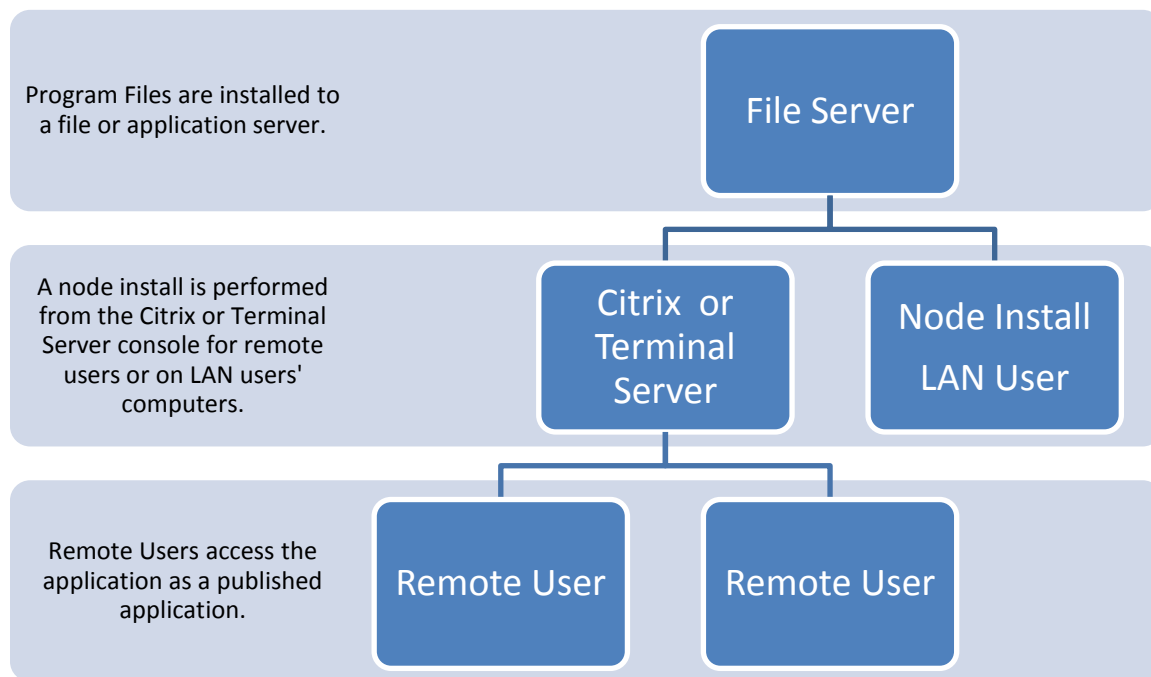 Program Files are installed to
a file or application server.
File Server
A node install is performed
from the Citrix or Terminal
Server console for remote
users or on LAN users'
computers.
Citrix or
Terminal
Server
Node Install
LAN User
Remote Users access the
application as a published
application.
Remote User
Remote User